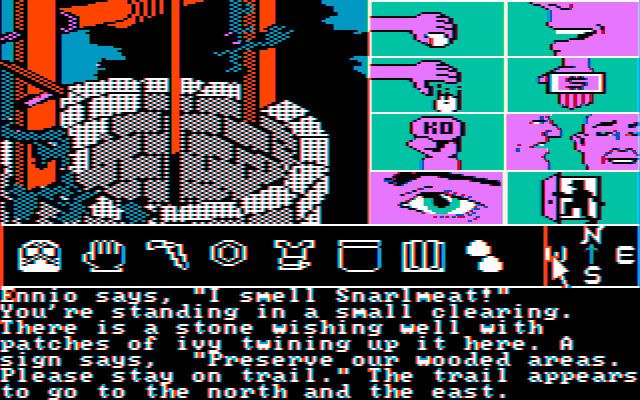 $
KO
N
W E
S
Ennio says, "I smell Snarlmeat!"
You're standing in a small clearing.
There is a stone wishing well with
patches of ivy twining up it here. A
sign says,  "Preserve our wooded areas.
Please stay on trail." The trail appears
to go to the north and the east.